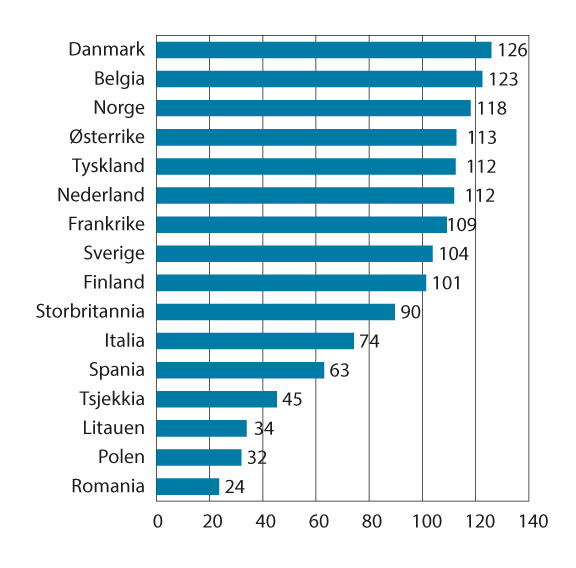 Danmark 126
Belgia 123
Norge 118
Østerrike 113
Tyskland 112
Nederland 112
Frankrike 109
Sverige 104
Finland 101
Storbritannia 90
Italia 74
Spania 63
Tsjekkia 45
Litauen 34
Polen 32
Romania 24
0 20 40 60 80 100 120 140